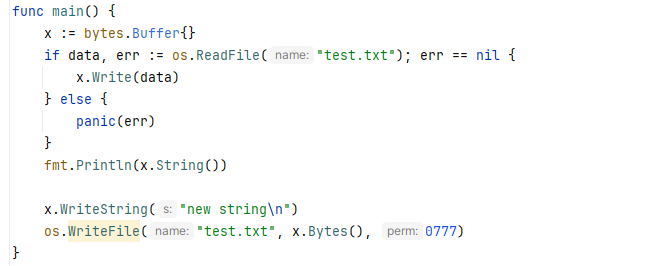 func main() {
    x := bytes.Buffer{}
    if data, err := os.ReadFile( name: "test.txt"); err == nil {
        x.Write(data)
    } else {
        panic(err)
    }
    fmt.Println(x.String())

    x.WriteString( s: "new string\n")
    os.WriteFile( name: "test.txt", x.Bytes(), perm: 0777)
}